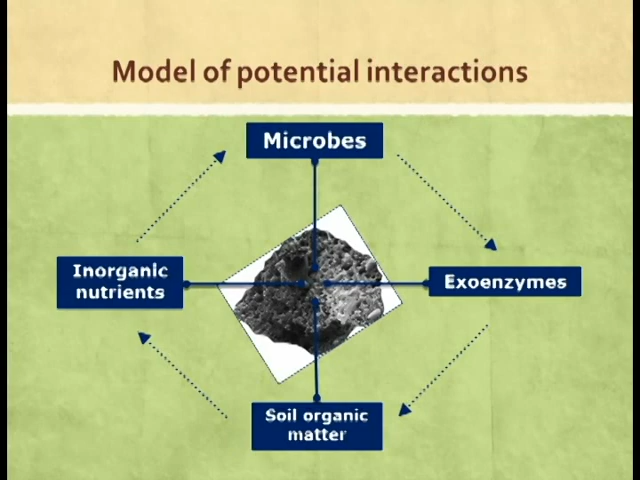 Model of potential interactions
Microbes
Inorganic
nutrients
Exoenzymes
Soil organic
matter